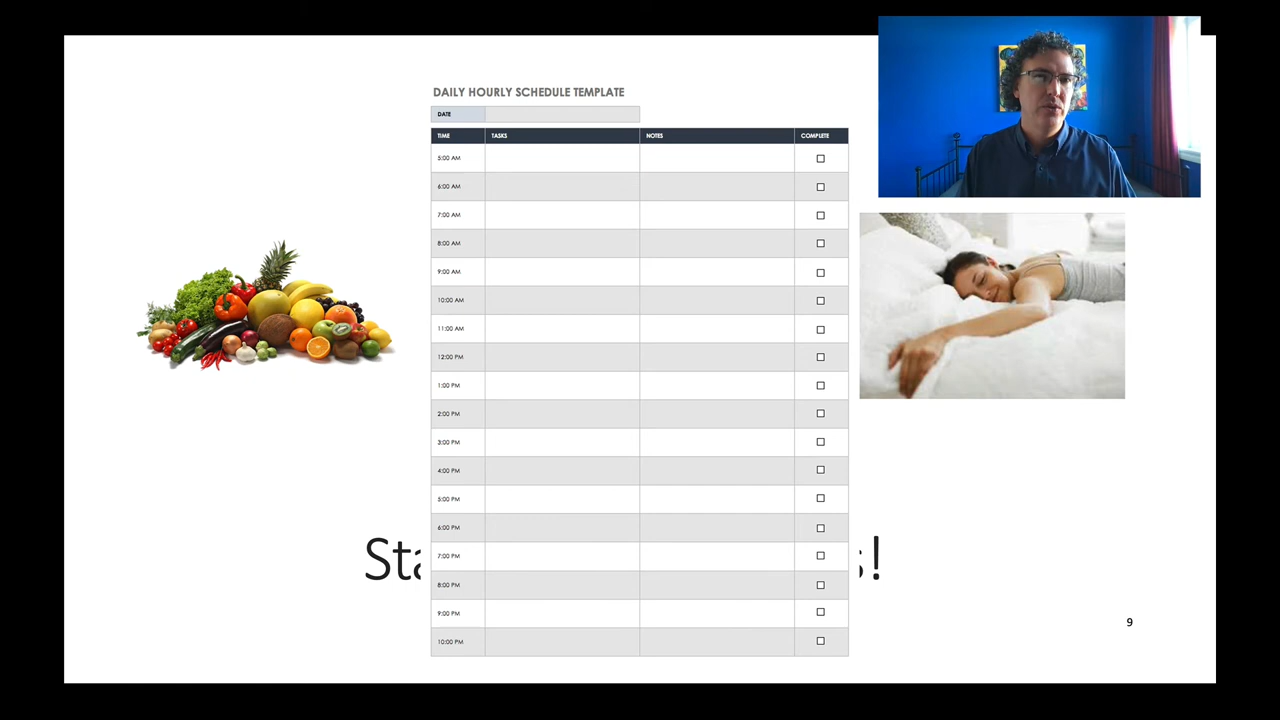 DAILY HOURLY SCHEDULE TEMPLATE
DATE
TIME TASKS NOTES COMPLETE
5:00 AM
6:00 AM
7:00 AM
8:00 AM
9:00 AM
10:00 AM
11:00 AM
12:00 PM
1:00 PM
2:00 PM
3:00 PM
4:00 PM
5:00 PM
6:00 PM
7:00 PM
8:00 PM
9:00 PM
10:00 PM
9